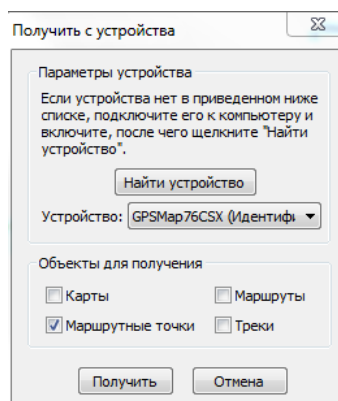 Получить с устройства
Параметры устройства
Если устройства нет в приведенном ниже
списке, подключите его к компьютеру и
включите, после чего щелкните "Найти
устройство".
Найти устройство
Устройство: GPSMap76CSX (Идентифи
Объекты для получения
Карты Маршруты
Маршрутные точки Треки
Получить Отмена